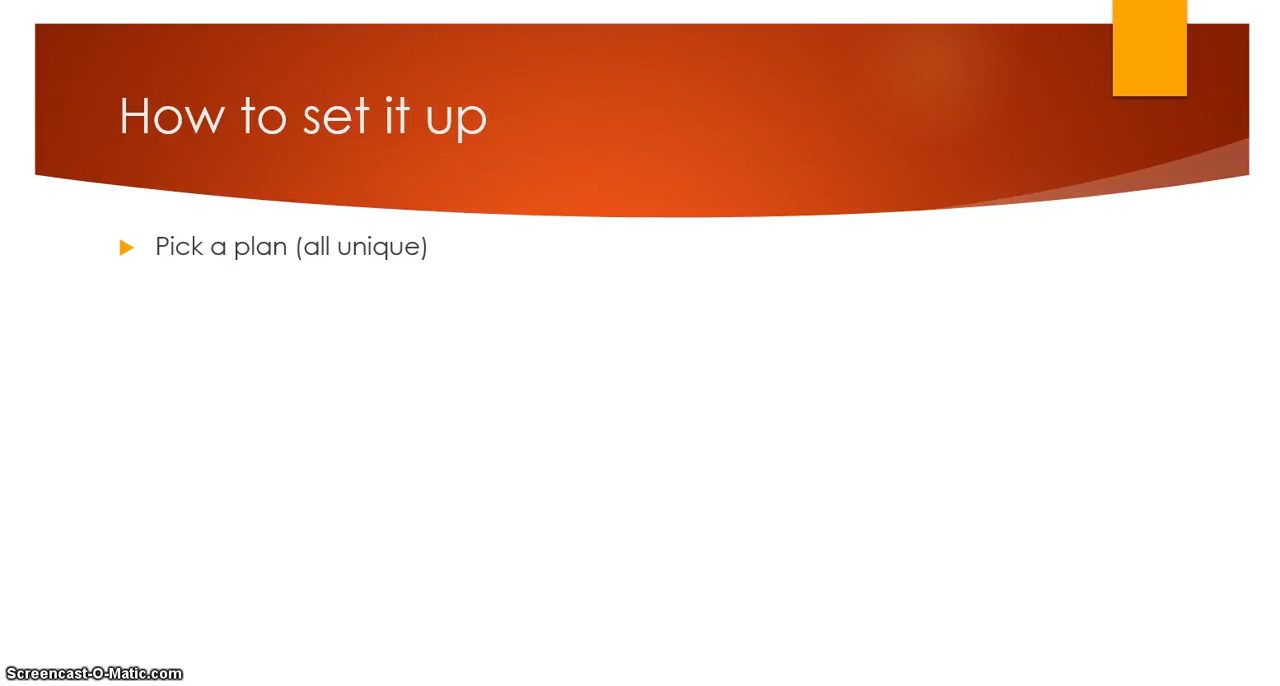 How to set it up
Pick a plan (all unique)
Screencast-O-Matic.com